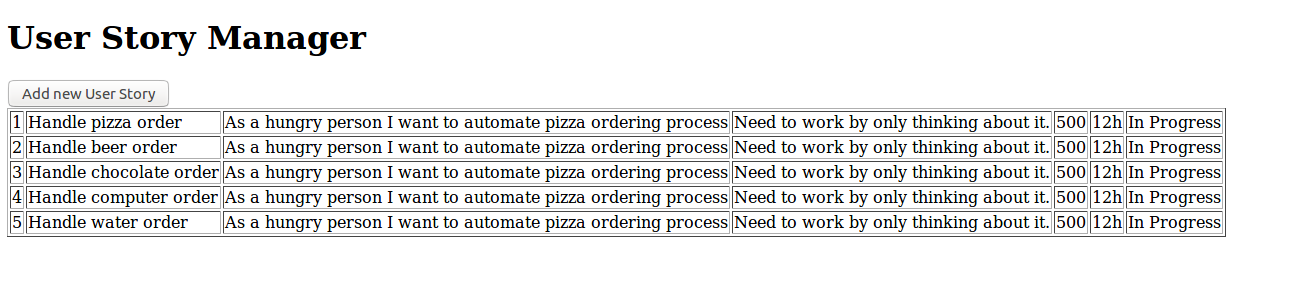 User Story Manager
Add new User Story
1 Handle pizza order As a hungry person I want to automate pizza ordering process Need to work by only thinking about it. 500 12h In Progress
2 Handle beer order As a hungry person I want to automate pizza ordering process Need to work by only thinking about it. 500 12h In Progress
3 Handle chocolate order As a hungry person I want to automate pizza ordering process Need to work by only thinking about it. 500 12h In Progress
4 Handle computer order As a hungry person I want to automate pizza ordering process Need to work by only thinking about it. 500 12h In Progress
5 Handle water order As a hungry person I want to automate pizza ordering process Need to work by only thinking about it. 500 12h In Progress